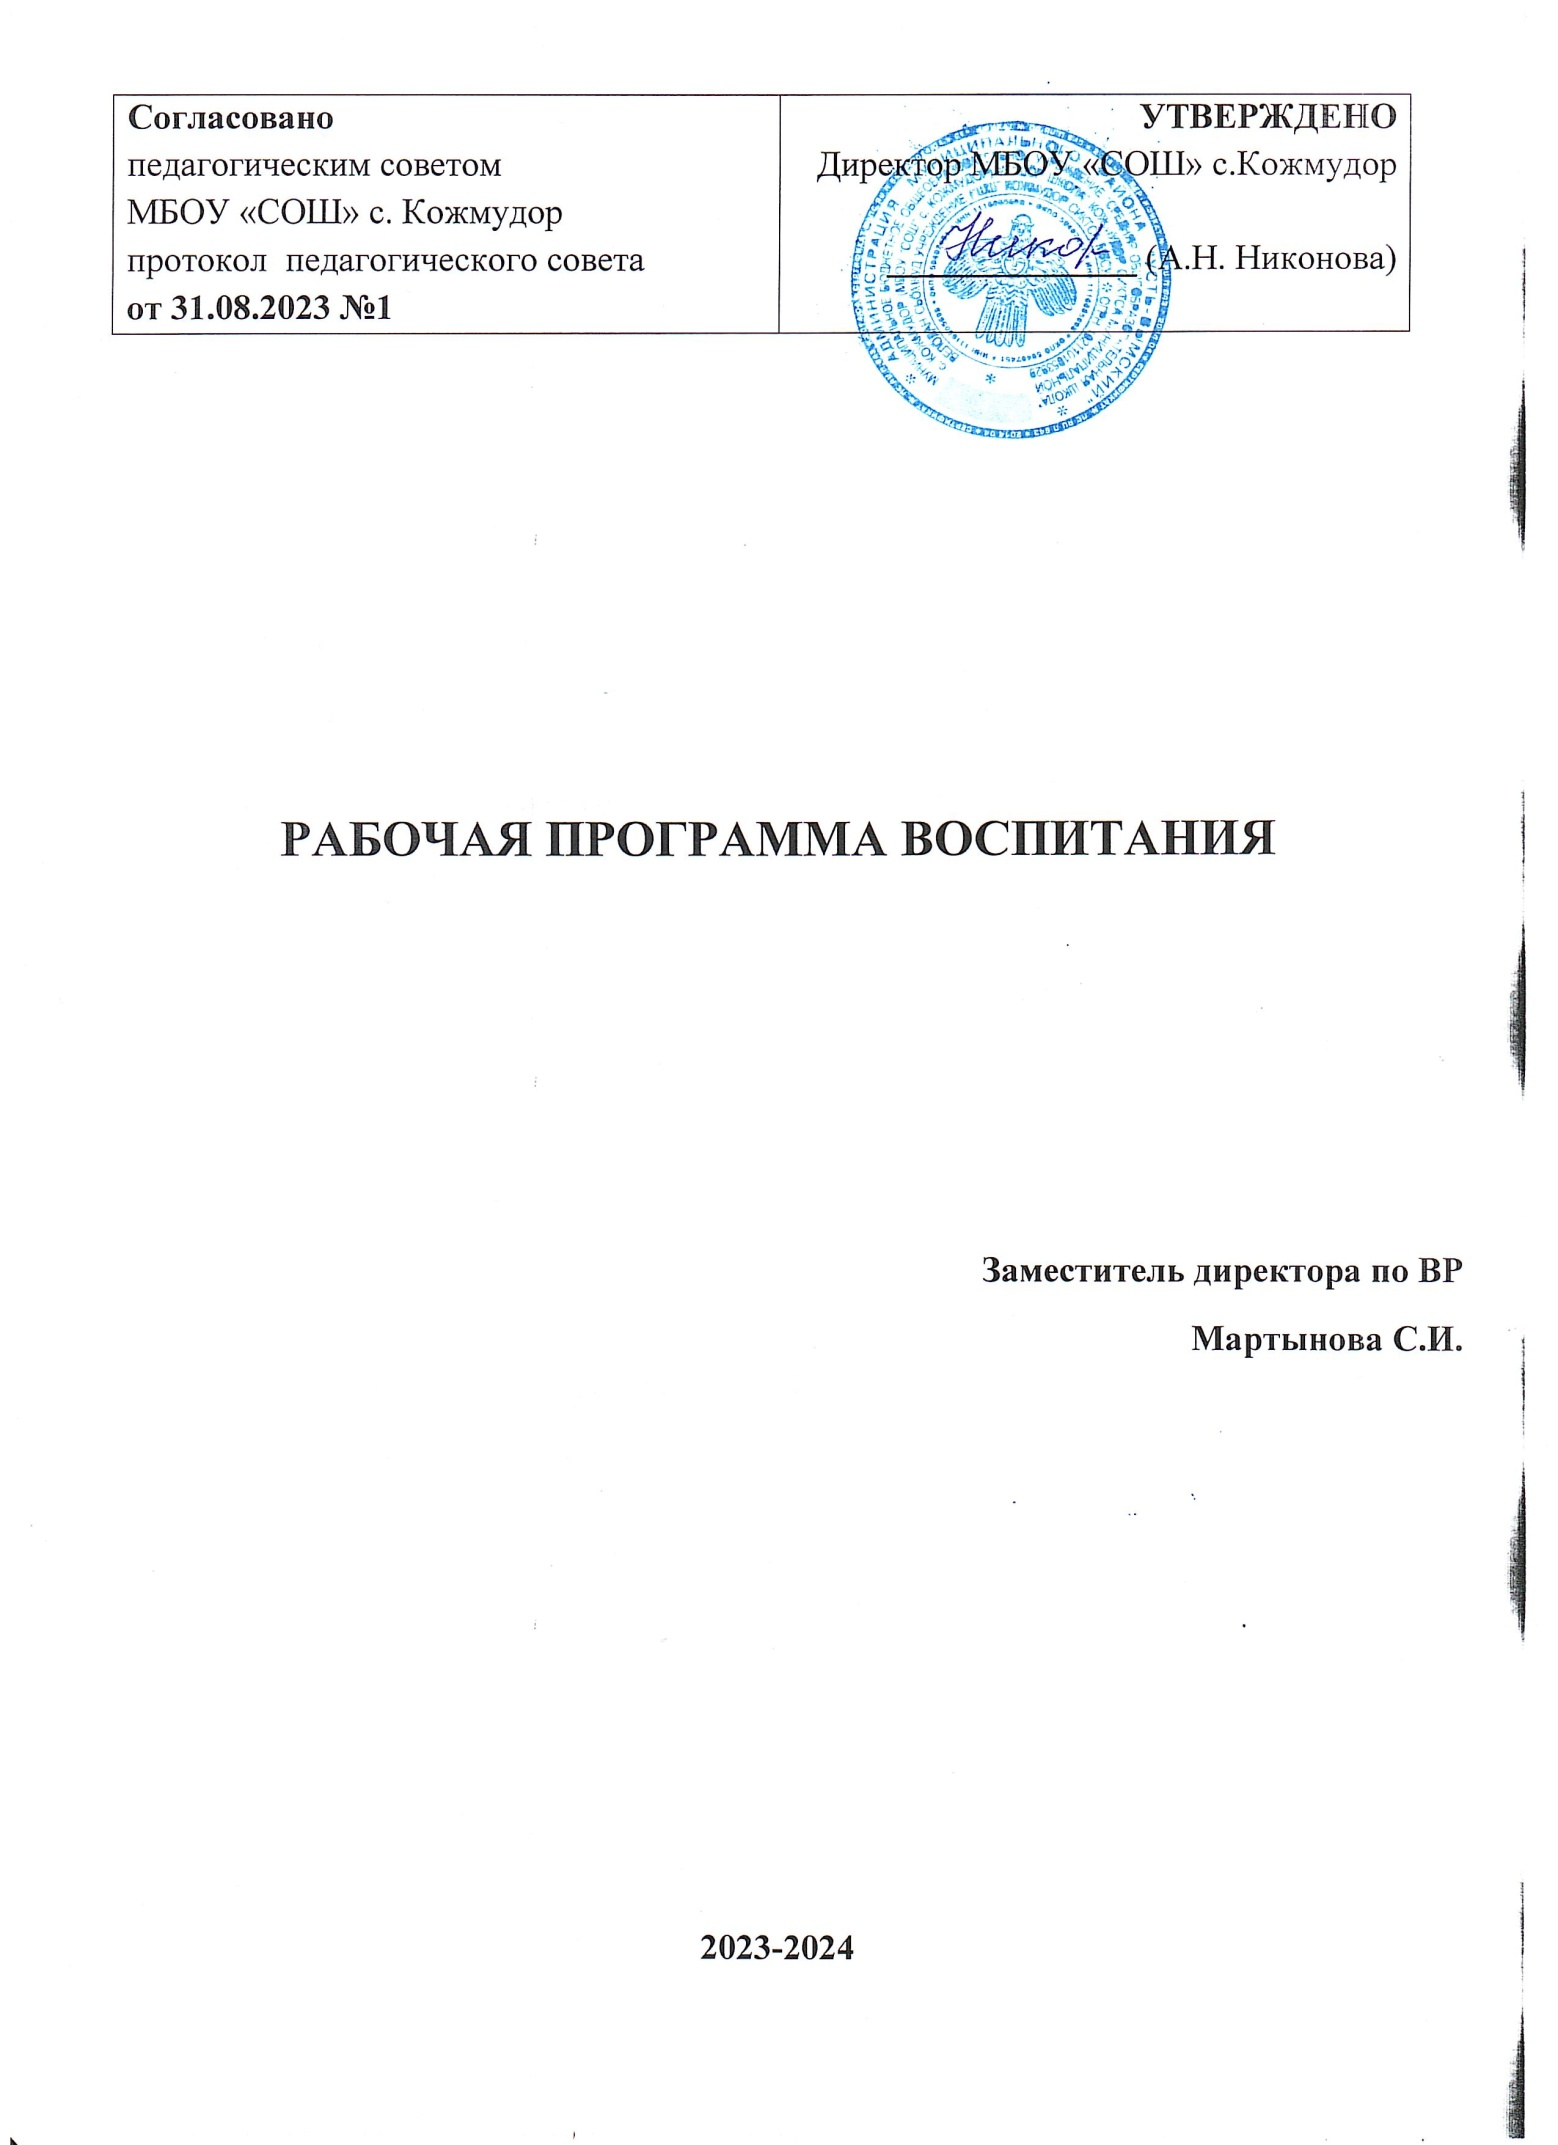 Согласовано
педагогическим советом
МБОУ «СОШ» с. Кожмудор
протокол педагогического совета
от 31.08.2023 №1
УТВЕРЖДЕНО
Директор МБОУ «СОШ» с.Кожмудор
(А.Н. Никонова)
РАБОЧАЯ ПРОГРАММА ВОСПИТАНИЯ
Заместитель директора по ВР
Мартынова С.И.
2023-2024